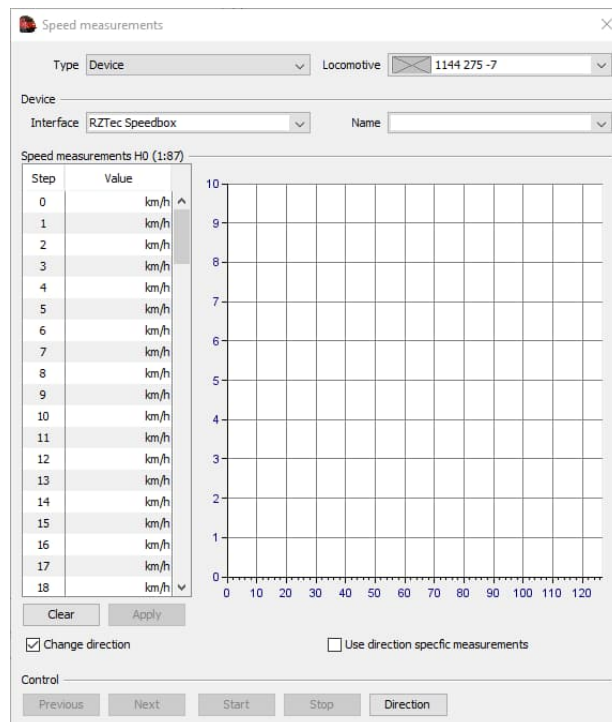 Speed measurements
Type Device Locomotive 1144 275 -7
Device
Interface RZTec Speedbox Name
Speed measurements H0 (1:87)
Step Value
0 km/h
1 km/h
2 km/h
3 km/h
4 km/h
5 km/h
6 km/h
7 km/h
8 km/h
9 km/h
10 km/h
11 km/h
12 km/h
13 km/h
14 km/h
15 km/h
16 km/h
17 km/h
18 km/h
10
9
8
7
6
5
4
3
2
1
0
0 10 20 30 40 50 60 70 80 90 100 110 120
Clear Apply
Change direction Use direction specfic measurements
Control
Previous Next Start Stop Direction